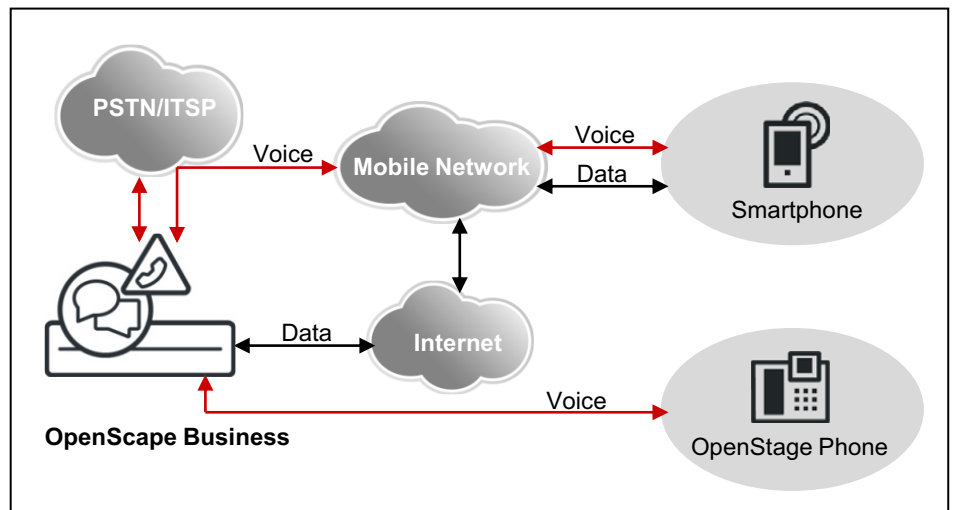 PSTN/ITSP
Voice
Mobile Network
Voice
Data
Smartphone
Data
Internet
Voice
OpenScape Business
OpenStage Phone